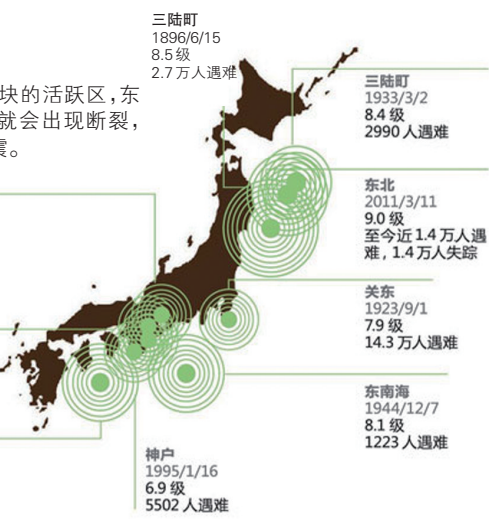 三陆町
1896/6/15
8.5 级
2.7 万人遇难
块的活跃区，东
就会出现断裂，
震。
三陆町
1933/3/2
8.4 级
2990 人遇难
东北
2011/3/11
9.0 级
至今近 1.4 万人遇
难，1.4 万人失踪
关东
1923/9/1
7.9 级
14.3 万人遇难
东南海
1944/12/7
8.1 级
1223 人遇难
神户
1995/1/16
6.9 级
5502 人遇难